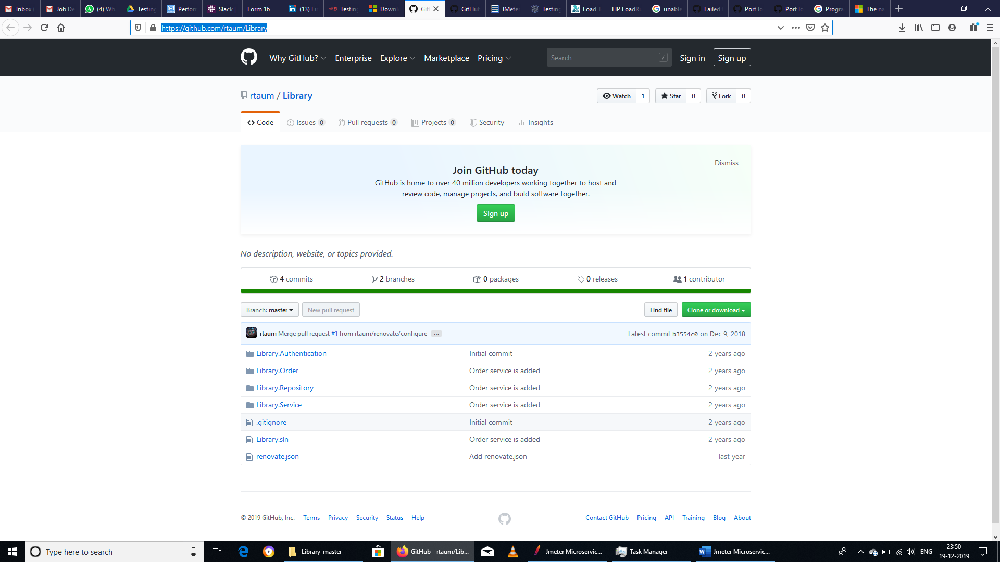 Inbox Job De (4) Wh Testing Perforn Slack Form 16 (13) Li Testing Downl Git GitHub JMeter Testing Load T HP LoadRu unable Failed Port lo Port lo Progra The na
https://github.com/rtaum/Library
Why GitHub? Enterprise Explore Marketplace Pricing Search / Sign in Sign up
rtaum / Library Watch 1 Star 0 Fork 0
Code Issues 0 Pull requests 0 Projects 0 Security Insights
Dismiss
Join GitHub today
GitHub is home to over 40 million developers working together to host and
review code, manage projects, and build software together.
Sign up
No description, website, or topics provided.
4 commits 2 branches 0 packages 0 releases 1 contributor
Branch: master New pull request Find file Clone or download
rtaum Merge pull request #1 from rtaum/renovate/configure ... Latest commit b3554c0 on Dec 9, 2018
Library.Authentication Initial commit 2 years ago
Library.Order Order service is added 2 years ago
Library.Repository Order service is added 2 years ago
Library.Service Order service is added 2 years ago
.gitignore Initial commit 2 years ago
Library.sln Order service is added 2 years ago
renovate.json Add renovate.json last year
© 2019 GitHub, Inc. Terms Privacy Security Status Help Contact GitHub Pricing API Training Blog About
Type here to search Library-master GitHub - rtaum/Lib... Jmeter Microservic... Task Manager Jmeter Microservic... ENG 23:50
19-12-2019